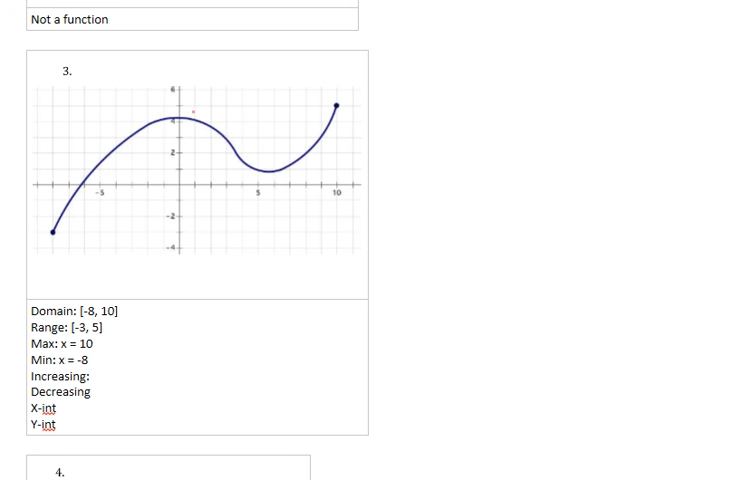 Not a function
3.
6
4
2
-5
5
10
-2
-4
Domain: [-8, 10]
Range: [-3, 5]
Max: x = 10
Min: x = -8
Increasing:
Decreasing
X-int
Y-int
4.